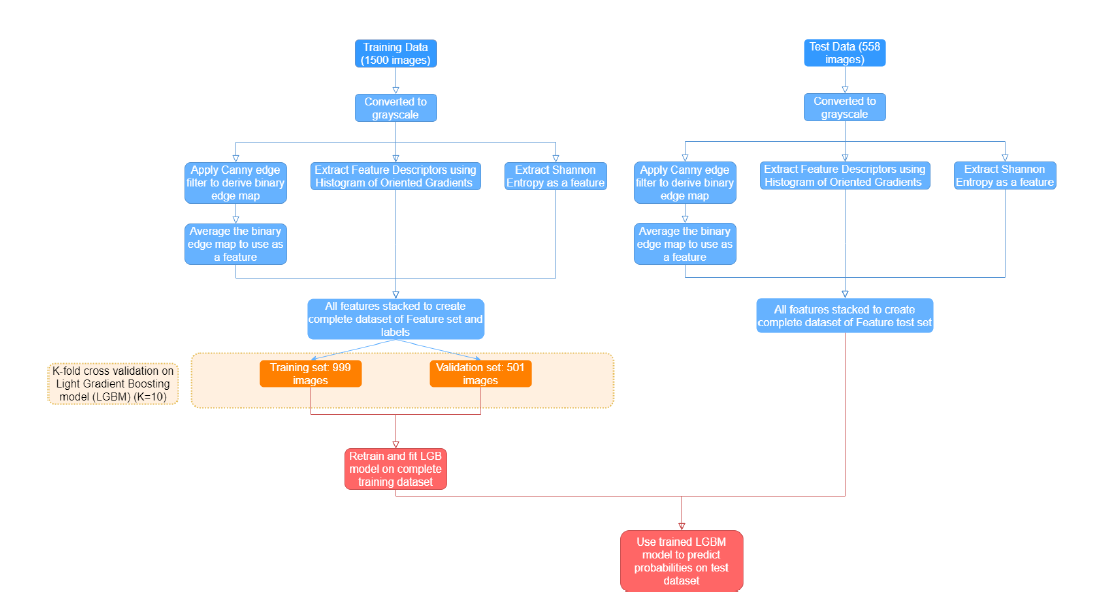 Training Data
(1500 images)
Test Data (558
images)
Converted to
grayscale
Converted to
grayscale
Apply Canny edge
filter to derive binary
edge map
Extract Feature Descriptors using
Histogram of Oriented Gradients
Extract Shannon
Entropy as a feature
Apply Canny edge
filter to derive binary
edge map
Extract Feature Descriptors using
Histogram of Oriented Gradients
Extract Shannon
Entropy as a feature
Average the binary
edge map to use as
a feature
Average the binary
edge map to use as
a feature
All features stacked to create
complete dataset of Feature set and
labels
All features stacked to create
complete dataset of Feature test set
K-fold cross validation on
Light Gradient Boosting
model (LGBM) (K=10)
Training set: 999
images
Validation set: 501
images
Retrain and fit LGB
model on complete
training dataset
Use trained LGBM
model to predict
probabilities on test
dataset